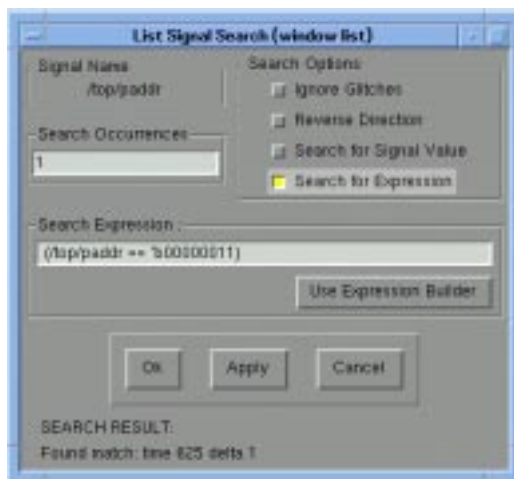 List Signal Search (window list)
Signal Name
/top/paddr
Search Options
Ignore Glitches
Reverse Direction
Search for Signal Value
Search for Expression
Search Occurrences
1
Search Expression :
(/top/paddr == 'b00000011)
Use Expression Builder
Ok
Apply
Cancel
SEARCH RESULT:
Found match: time 625 delta 1